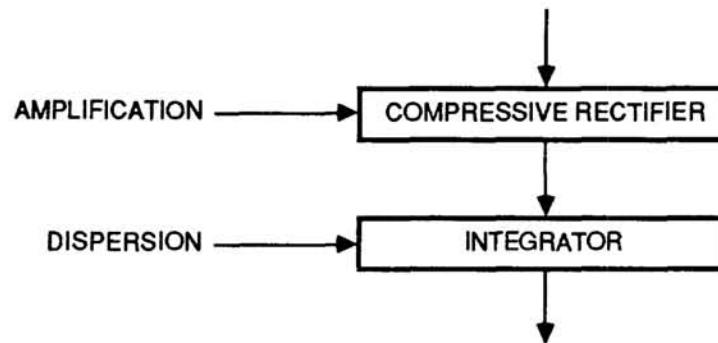 AMPLIFICATION
COMPRESSIVE RECTIFIER
DISPERSION
INTEGRATOR